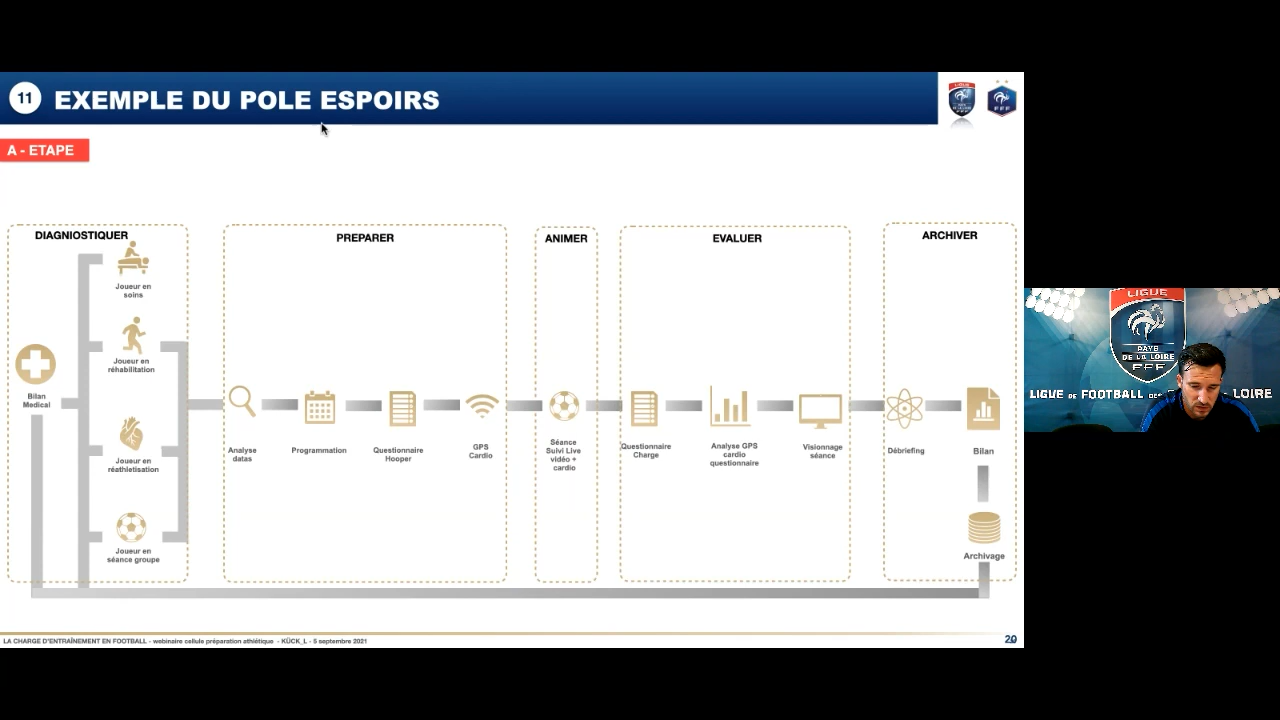 11
EXEMPLE DU POLE ESPOIRS
A - ETAPE
DIAGNIOSTIQUER
Joueur en
soins
Joueur en
réhabilitation
Bilan
Medical
Joueur en
réathletisation
Joueur en
séance groupe
PREPARER
Analyse
datas
Programmation
Questionnaire
Hooper
GPS
Cardio
ANIMER
Séance
Suivi Live
vidéo +
cardio
EVALUER
Questionnaire
Charge
Analyse GPS
cardio
questionnaire
Visionnage
séance
ARCHIVER
Débriefing
Bilan
Archivage
LA CHARGE D'ENTRAÎNEMENT EN FOOTBALL - webinaire cellule préparation athlétique - KÜCK_L - 5 septembre 2021
20
LIGUE
PAYS
DE LA LOIRE
FFF
LIGUE DE FOOTBALL DES
LOIRE
FFF